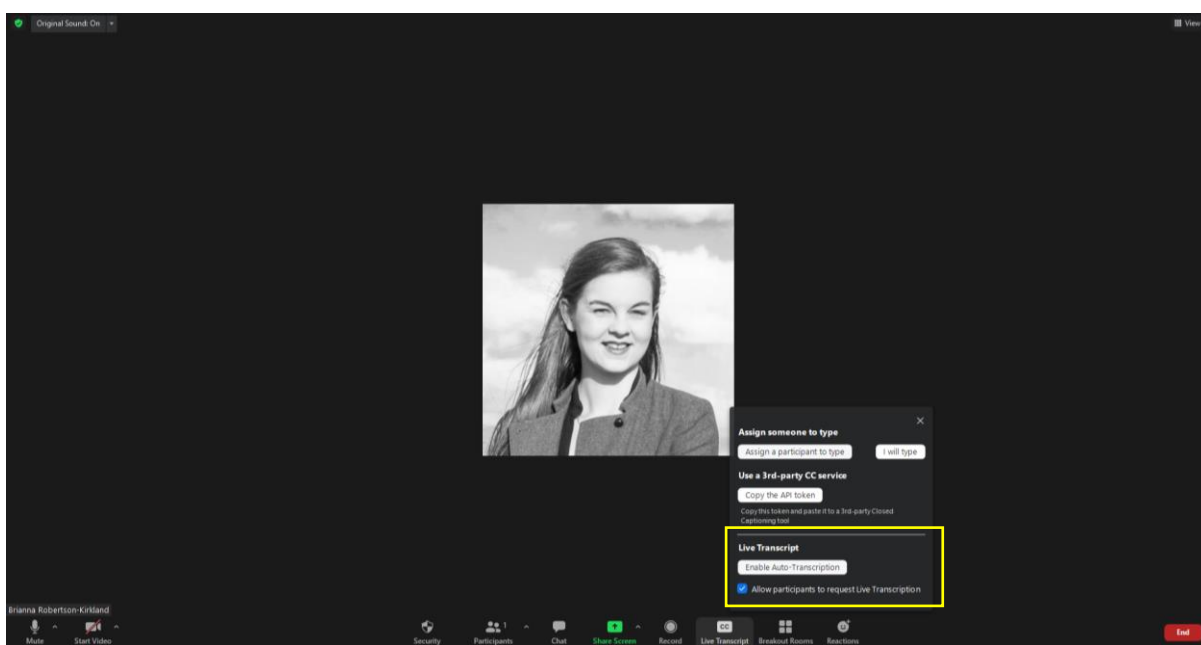 Original Sound: On
View
Assign someone to type
Assign a participant to type
I will type
Use a 3rd-party CC service
Copy the API token
Copy this token and paste it to a 3rd-party Closed
Captioning tool
Live Transcript
Enable Auto-Transcription
Allow participants to request Live Transcription
Brianna Robertson-Kirkland
Mute
Start Video
Security
1
Participants
Chat
Share Screen
Record
CC
Live Transcript
Breakout Rooms
Reactions
End